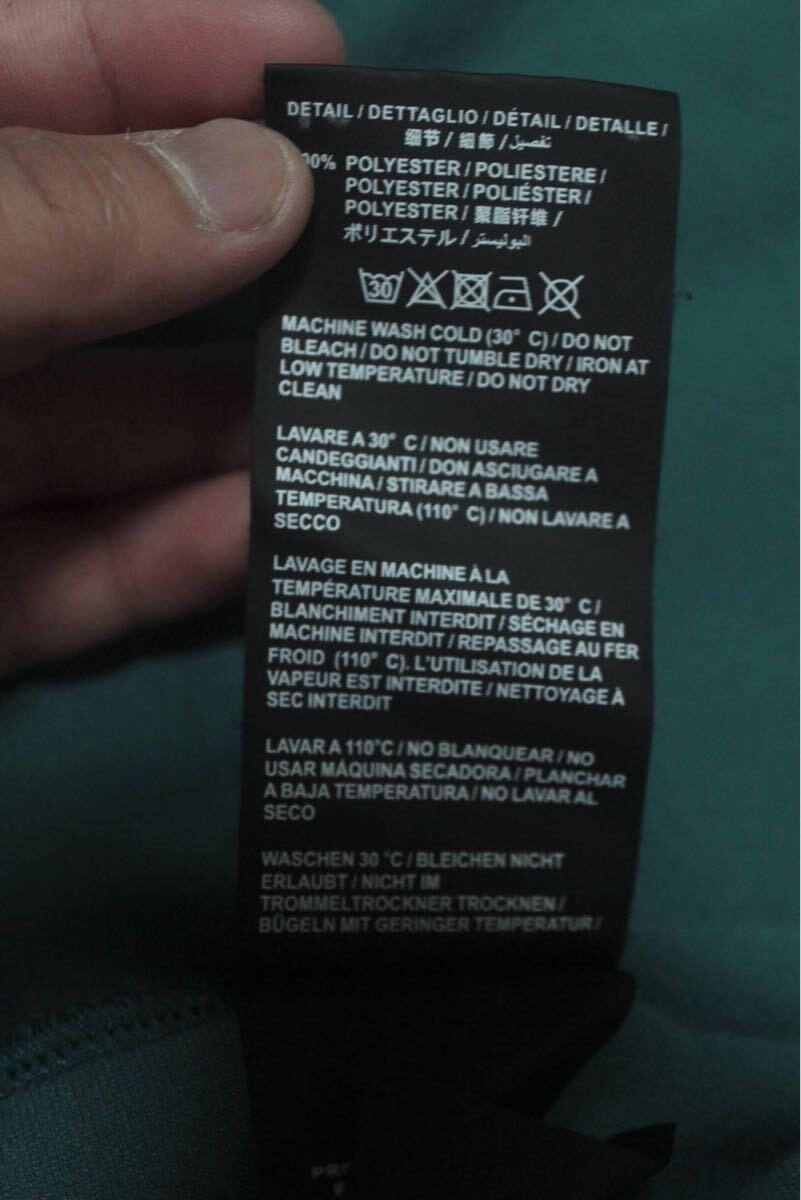 DETAIL / DETTAGLIO / DÉTAIL / DETALLE /
细节 / 細節 / تفصيل
00% POLYESTER / POLIESTERE /
POLYESTER / POLIÉSTER /
POLYESTER / 聚脂纤维 /
ポリエステル / البوليستر
30
MACHINE WASH COLD (30° C) / DO NOT
BLEACH / DO NOT TUMBLE DRY / IRON AT
LOW TEMPERATURE / DO NOT DRY
CLEAN
LAVARE A 30° C / NON USARE
CANDEGGIANTI / DON ASCIUGARE A
MACCHINA / STIRARE A BASSA
TEMPERATURA (110° C) / NON LAVARE A
SECCO
LAVAGE EN MACHINE À LA
TEMPÉRATURE MAXIMALE DE 30° C /
BLANCHIMENT INTERDIT / SÉCHAGE EN
MACHINE INTERDIT / REPASSAGE AU FER
FROID (110° C). L'UTILISATION DE LA
VAPEUR EST INTERDITE / NETTOYAGE À
SEC INTERDIT
LAVAR A 110°C / NO BLANQUEAR / NO
USAR MÁQUINA SECADORA / PLANCHAR
A BAJA TEMPERATURA / NO LAVAR AL
SECO
WASCHEN 30 °C / BLEICHEN NICHT
ERLAUBT / NICHT IM
TROMMELTROCKNER TROCKNEN /
BÜGELN MIT GERINGER TEMPERATUR /